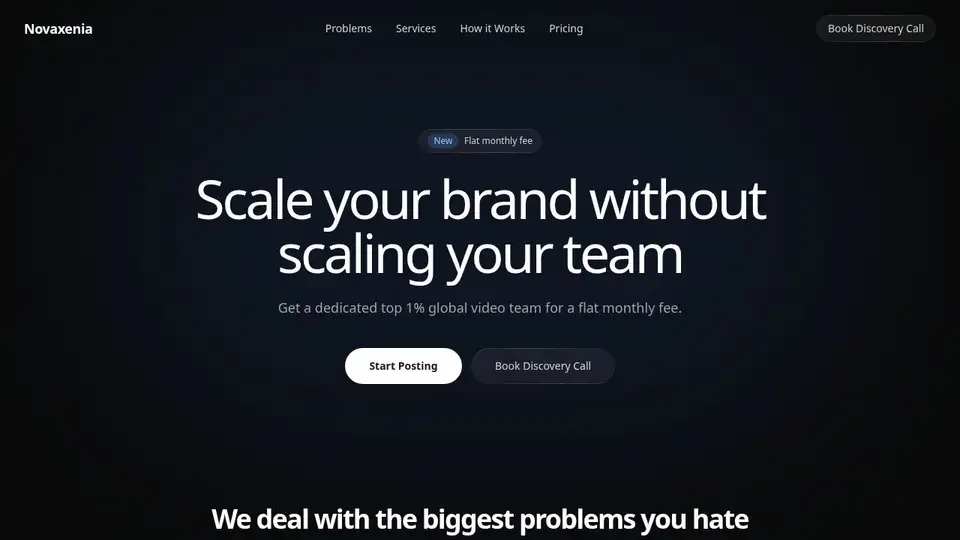 Novaxenia
Problems
Services
How it Works
Pricing
Book Discovery Call
New Flat monthly fee
Scale your brand without
scaling your team
Get a dedicated top 1% global video team for a flat monthly fee.
Start Posting
Book Discovery Call
We deal with the biggest problems you hate